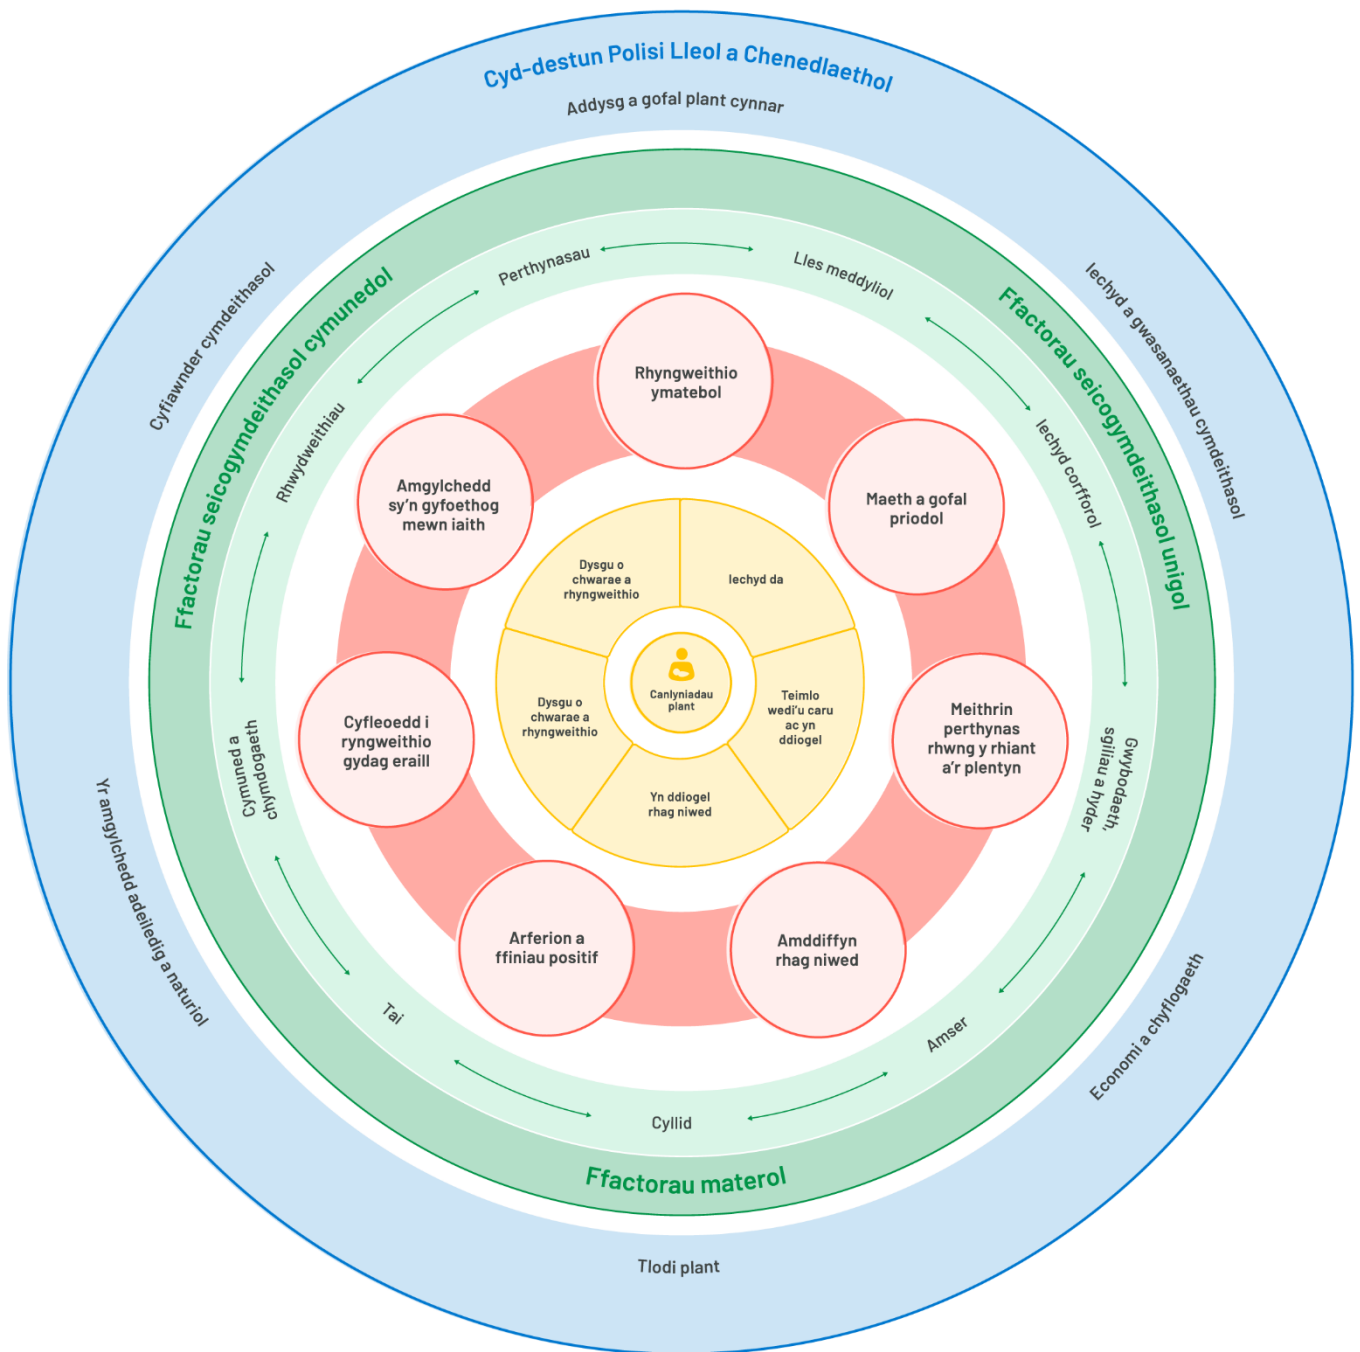 Cyd-destun Polisi Lleol a Chenedlaethol
Addysg a gofal plant cynnar
Iechyd a gwasanaethau cymdeithasol
Economi a chyflogaeth
Tlodi plant
Yr amgylchedd adeiledig a naturiol
Cyfiawnder cymdeithasol
Ffactorau seicogymdeithasol cymunedol
Ffactorau seicogymdeithasol unigol
Ffactorau materol
Perthynasau
Lles meddyliol
Iechyd corfforol
Gwybodaeth,
sgiliau a hyder
Amser
Cyllid
Tai
Cymuned a
chymdogaeth
Rhwydweithiau
Rhyngweithio
ymatebol
Maeth a gofal
priodol
Meithrin
perthynas
rhwng y rhiant
a'r plentyn
Amddiffyn
rhag niwed
Arferion a
ffiniau positif
Cyfleoedd i
ryngweithio
gydag eraill
Amgylchedd
sy'n gyfoethog
mewn iaith
Dysgu o
chwarae a
rhyngweithio
Iechyd da
Teimlo
wedi'u caru
ac yn
ddiogel
Yn ddiogel
rhag niwed
Dysgu o
chwarae a
rhyngweithio
Canlyniadau
plant